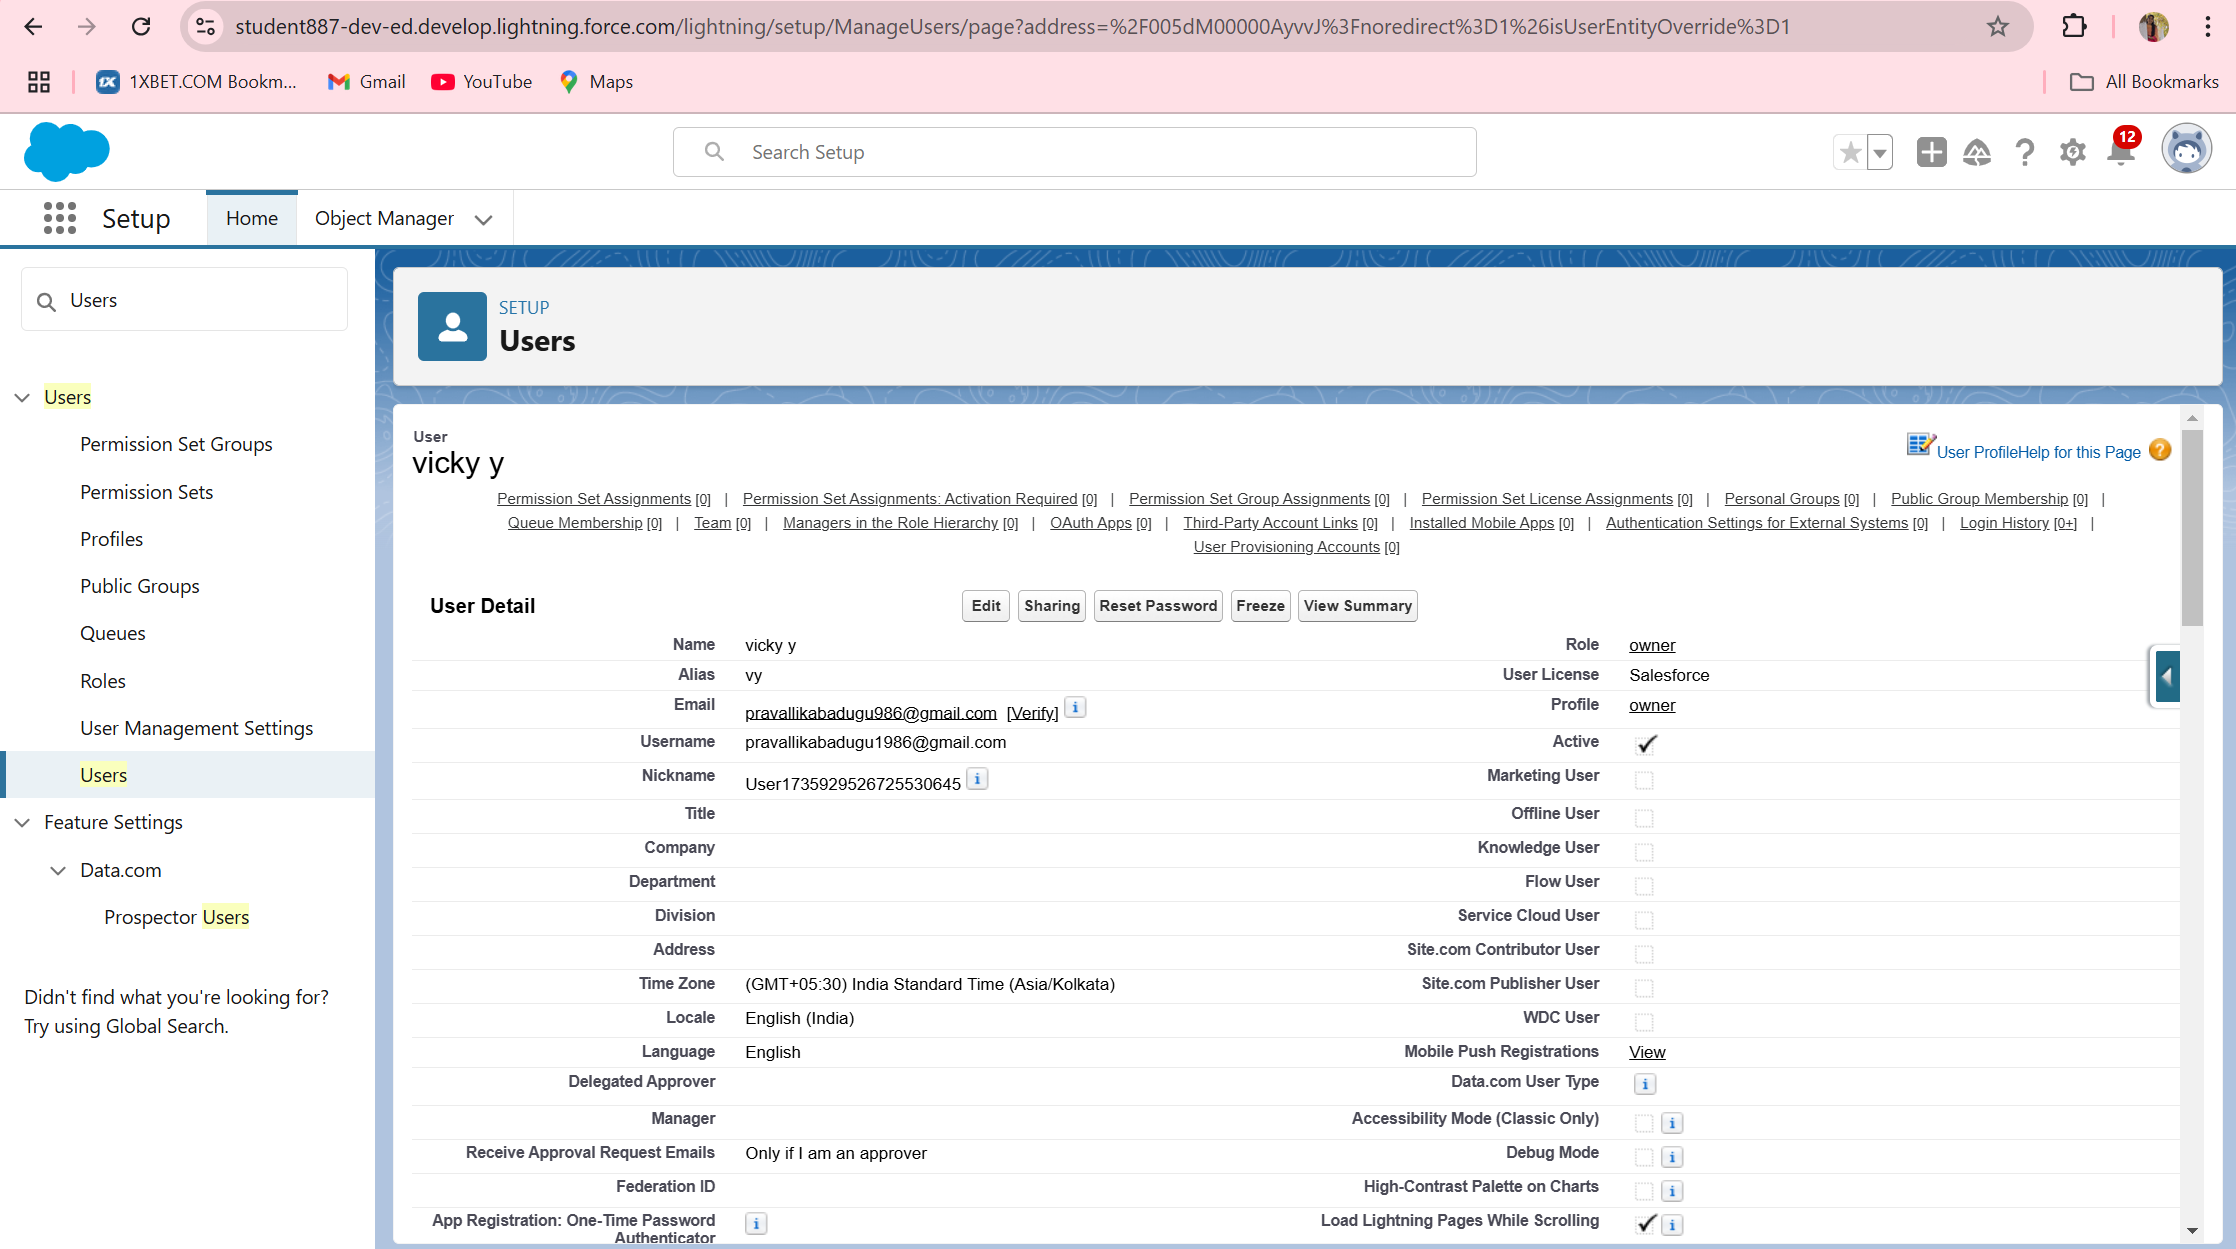 student887-dev-ed.develop.lightning.force.com/lightning/setup/ManageUsers/page?address=%2F005dM00000AyvvJ%3Fnoredirect%3D1%26isUserEntityOverride%3D1
1XBET.COM Bookm... Gmail YouTube Maps All Bookmarks
Search Setup
12
Setup Home Object Manager
Users
Users
Permission Set Groups
Permission Sets
Profiles
Public Groups
Queues
Roles
User Management Settings
Users
Feature Settings
Data.com
Prospector Users
Didn't find what you're looking for?
Try using Global Search.
SETUP
Users
User
vicky y
User Profile Help for this Page ?
Permission Set Assignments [0] | Permission Set Assignments: Activation Required [0] | Permission Set Group Assignments [0] | Permission Set License Assignments [0] | Personal Groups [0] | Public Group Membership [0] |
Queue Membership [0] | Team [0] | Managers in the Role Hierarchy [0] | OAuth Apps [0] | Third-Party Account Links [0] | Installed Mobile Apps [0] | Authentication Settings for External Systems [0] | Login History [0+] |
User Provisioning Accounts [0]
User Detail Edit Sharing Reset Password Freeze View Summary
Name vicky y Role owner
Alias vy User License Salesforce
Email pravallikabadugu986@gmail.com [Verify] i Profile owner
Username pravallikabadugu1986@gmail.com Active
Nickname User1735929526725530645 i Marketing User
Title Offline User
Company Knowledge User
Department Flow User
Division Service Cloud User
Address Site.com Contributor User
Time Zone (GMT+05:30) India Standard Time (Asia/Kolkata) Site.com Publisher User
Locale English (India) WDC User
Language English Mobile Push Registrations View
Delegated Approver Data.com User Type i
Manager Accessibility Mode (Classic Only) i
Receive Approval Request Emails Only if I am an approver Debug Mode i
Federation ID High-Contrast Palette on Charts i
App Registration: One-Time Password i Load Lightning Pages While Scrolling i
Authenticator